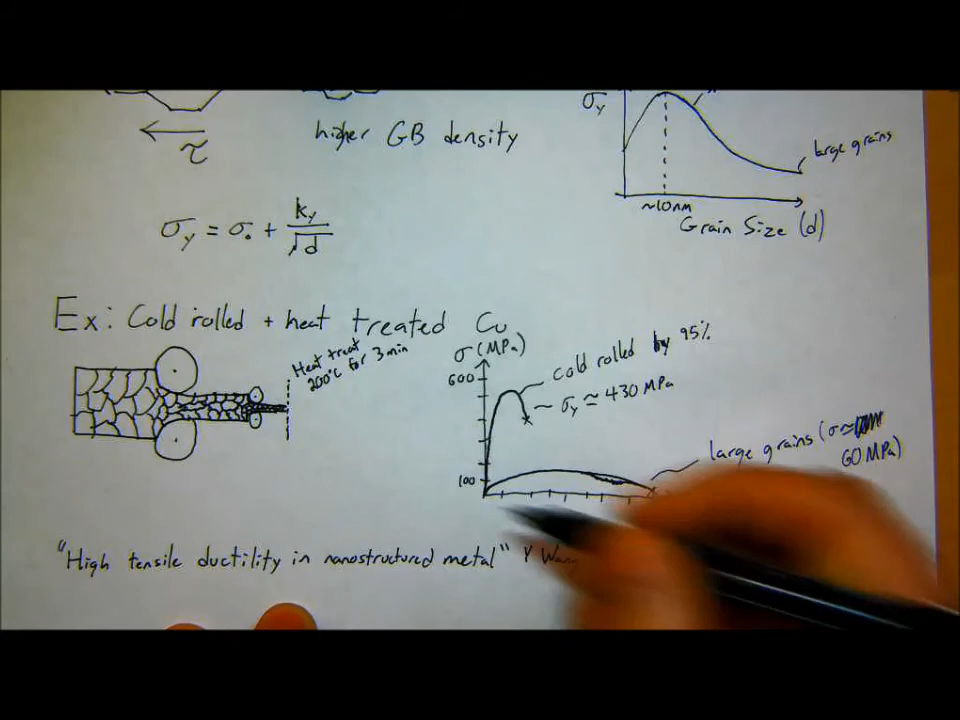 τ
higher GB density
σy
large grains
~10nm
Grain Size (d)
σy = σ₀ + ky/√d
Ex: Cold rolled + heat treated Cu
Heat treat
200°C for 3 min
σ (MPa)
600
100
cold rolled by 95%
σy ≃ 430 MPa
large grains (σ≃
60 MPa)
"High tensile ductility in nanostructured metal" Y